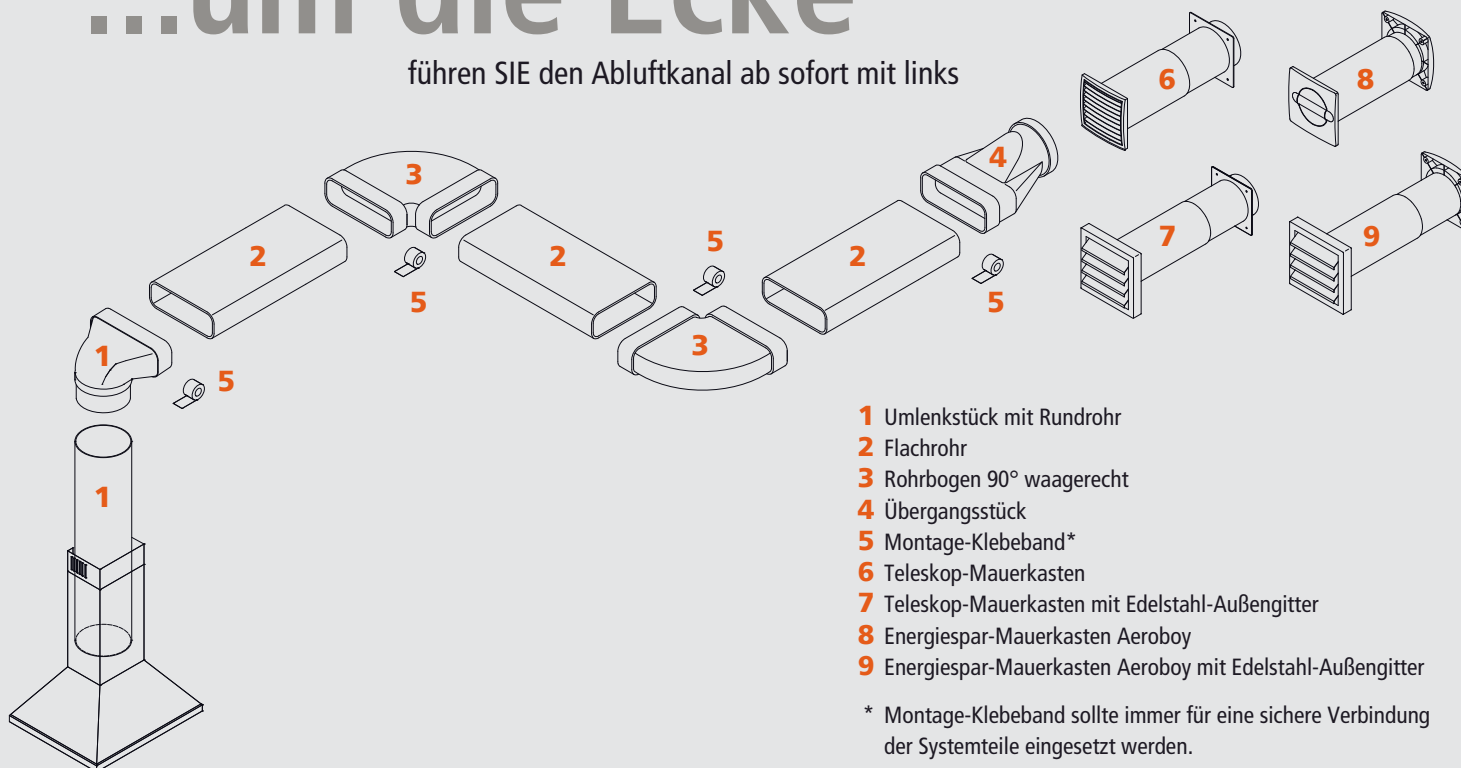 ...um die Ecke
führen SIE den Abluftkanal ab sofort mit links
6
8
4
3
7
9
2
2
5
2
5
5
3
1
5
1
1 Umlenkstück mit Rundrohr
2 Flachrohr
3 Rohrbogen 90° waagerecht
4 Übergangsstück
5 Montage-Klebeband*
6 Teleskop-Mauerkasten
7 Teleskop-Mauerkasten mit Edelstahl-Außengitter
8 Energiespar-Mauerkasten Aeroboy
9 Energiespar-Mauerkasten Aeroboy mit Edelstahl-Außengitter
* Montage-Klebeband sollte immer für eine sichere Verbindung
der Systemteile eingesetzt werden.